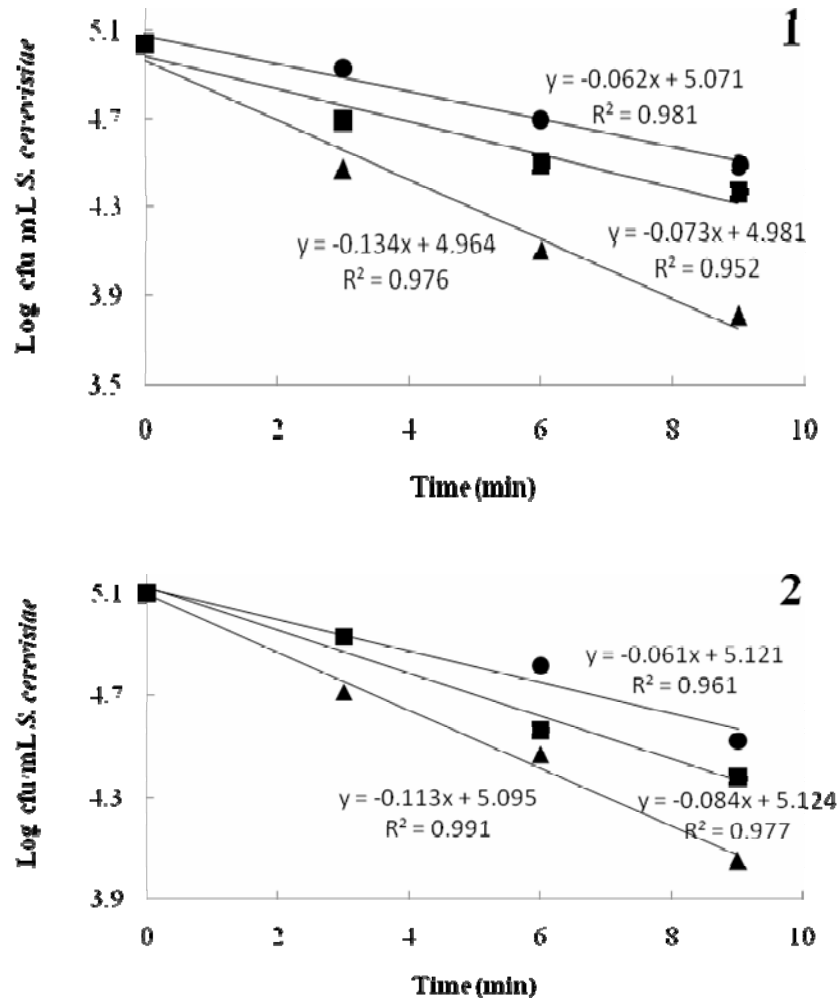 1
5.1
4.7
4.3
3.9
3.5
Log cfu mL S. cerevisiae
y = -0.062x + 5.071
R² = 0.981
y = -0.134x + 4.964
R² = 0.976
y = -0.073x + 4.981
R² = 0.952
0 2 4 6 8 10
Time (min)
2
5.1
4.7
4.3
3.9
Log cfu/mL S. cerevisiae
y = -0.061x + 5.121
R² = 0.961
y = -0.113x + 5.095
R² = 0.991
y = -0.084x + 5.124
R² = 0.977
0 2 4 6 8 10
Time (min)